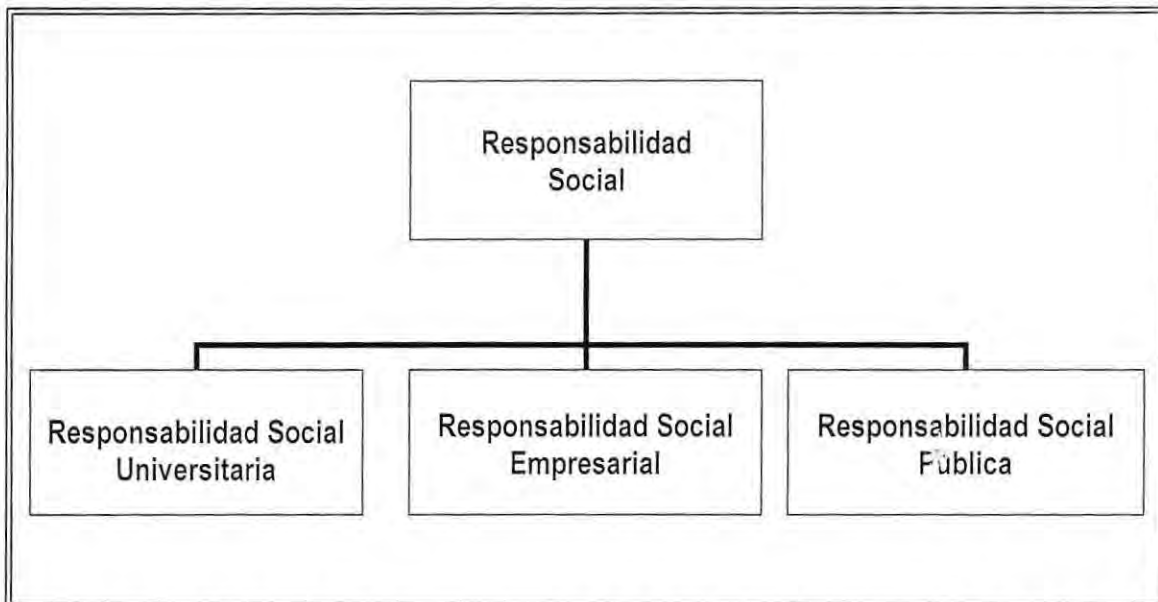 Responsabilidad
Social
Responsabilidad Social
Universitaria
Responsabilidad Social
Empresarial
Responsabilidad Social
Pública